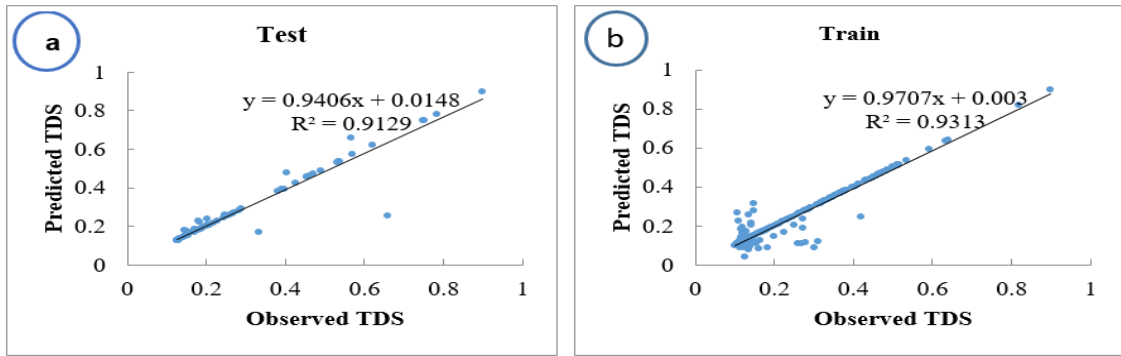 a
Test
y = 0.9406x + 0.0148
R² = 0.9129
Predicted TDS
1
0.8
0.6
0.4
0.2
0
0
0.2
0.4
0.6
0.8
1
Observed TDS
b
Train
y = 0.9707x + 0.003
R² = 0.9313
Predicted TDS
1
0.8
0.6
0.4
0.2
0
0
0.2
0.4
0.6
0.8
1
Observed TDS